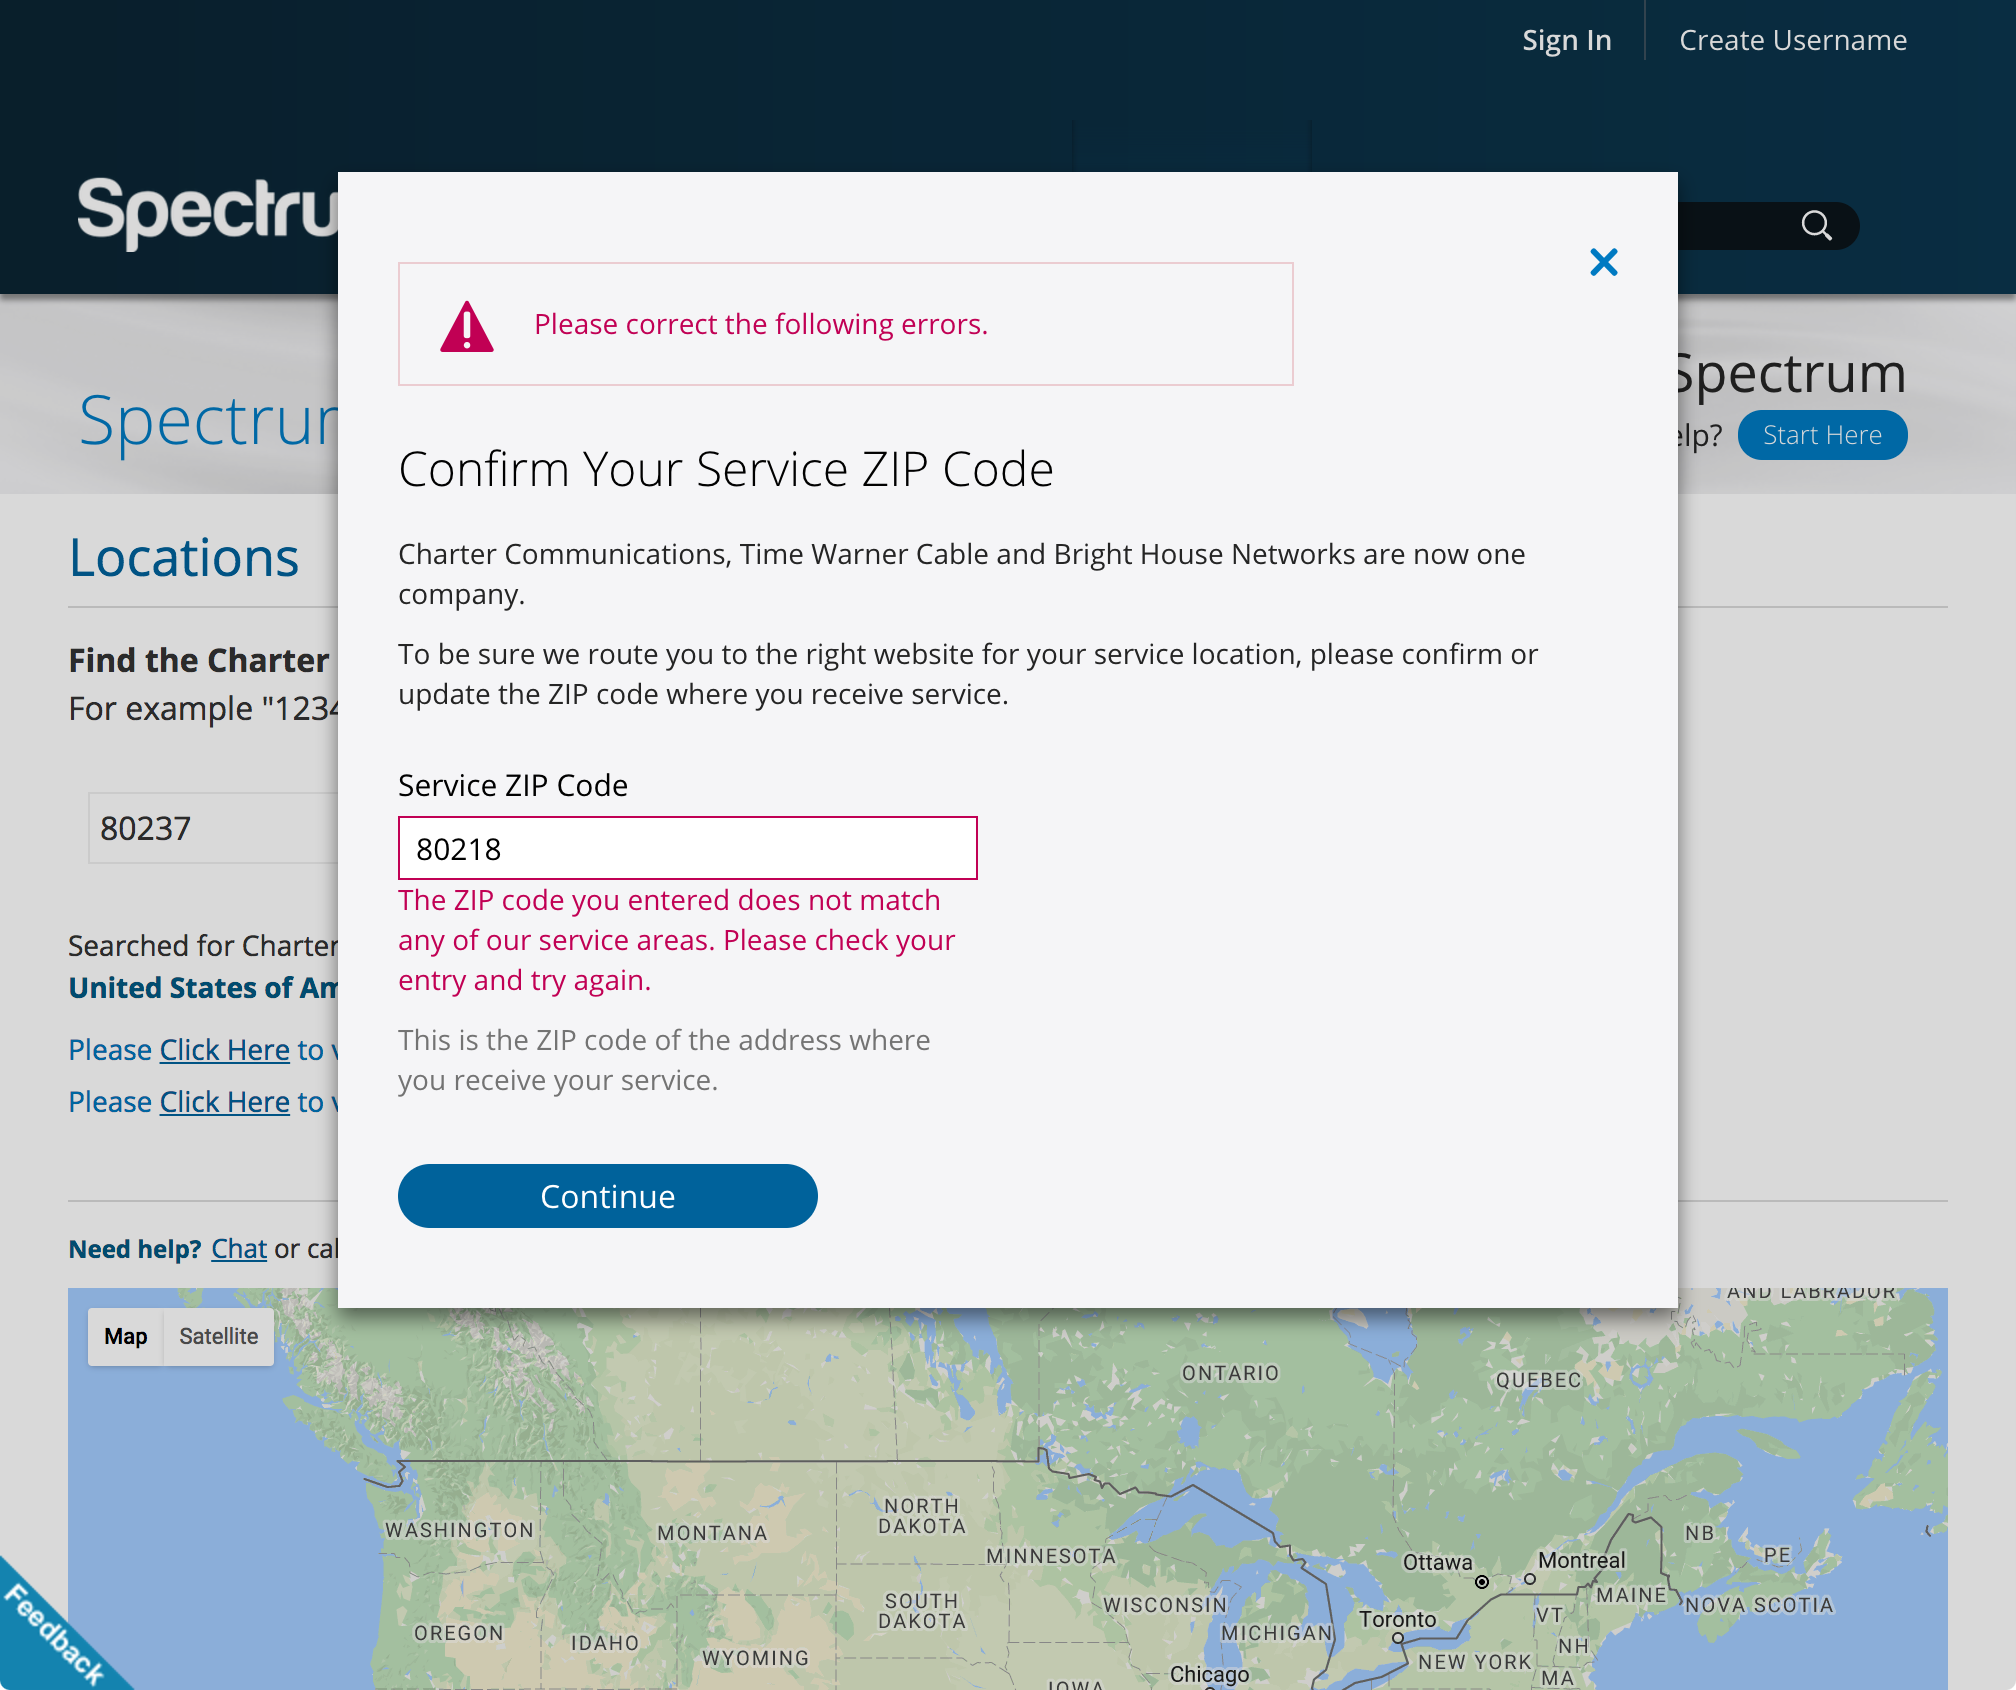 Sign In
Create Username
Spectru
Please correct the following errors.
Spectrum
Start Here
Confirm Your Service ZIP Code
Charter Communications, Time Warner Cable and Bright House Networks are now one
company.
To be sure we route you to the right website for your service location, please confirm or
update the ZIP code where you receive service.
Service ZIP Code
80218
The ZIP code you entered does not match
any of our service areas. Please check your
entry and try again.
This is the ZIP code of the address where
you receive your service.
Continue
Locations
Find the Charter
For example "1234
80237
Searched for Charter
United States of Am
Please Click Here to
Please Click Here to
Need help? Chat or cal
Map
Satellite
AND LABRADOR
ONTARIO
QUEBEC
WASHINGTON
MONTANA
NORTH
DAKOTA
MINNESOTA
Ottawa
Montreal
NB
PE
SOUTH
DAKOTA
WISCONSIN
MICHIGAN
Toronto
VT
MAINE
NOVA SCOTIA
OREGON
IDAHO
WYOMING
NEW YORK
NH
MA
Chicago
IOWA
Feedback